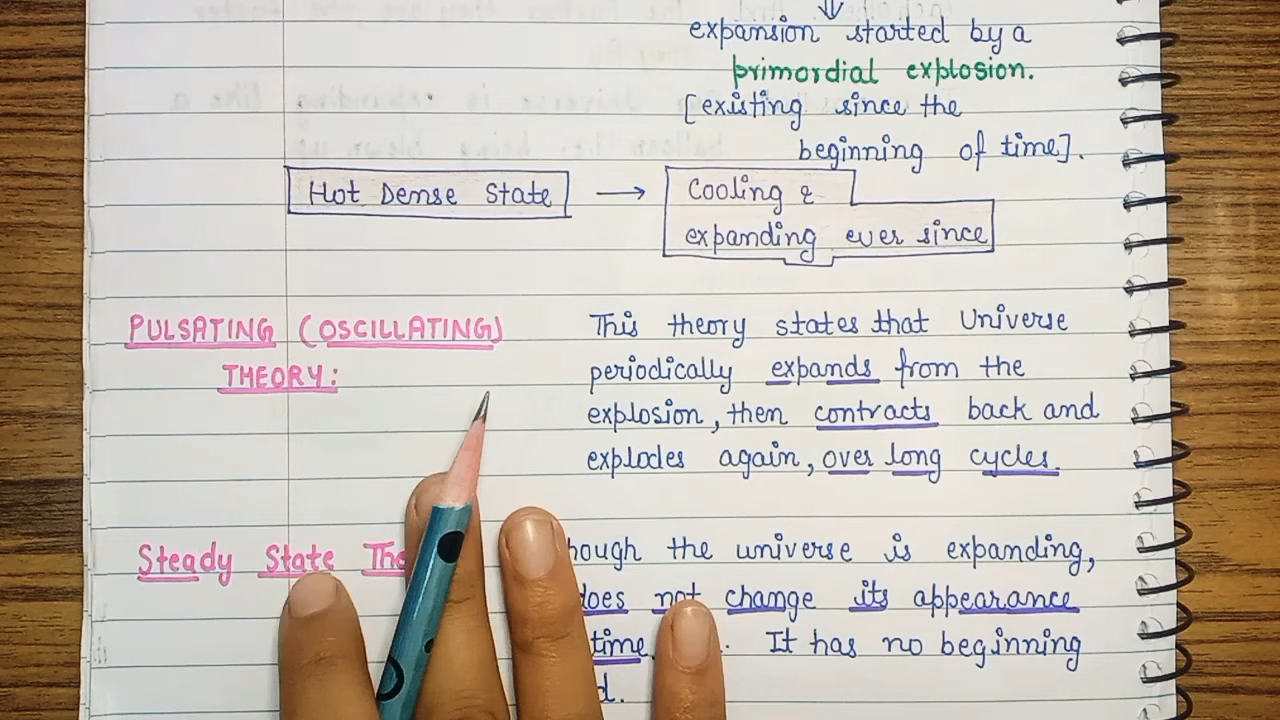 expansion started by a
primordial explosion.
[existing since the
beginning of time].
Hot Dense State → Cooling &
expanding ever since
PULSATING (OSCILLATING)
THEORY:
This theory states that Universe
periodically expands from the
explosion, then contracts back and
explodes again, over long cycles.
Steady State
the universe is expanding,
does not change its appearance
time. It has no beginning